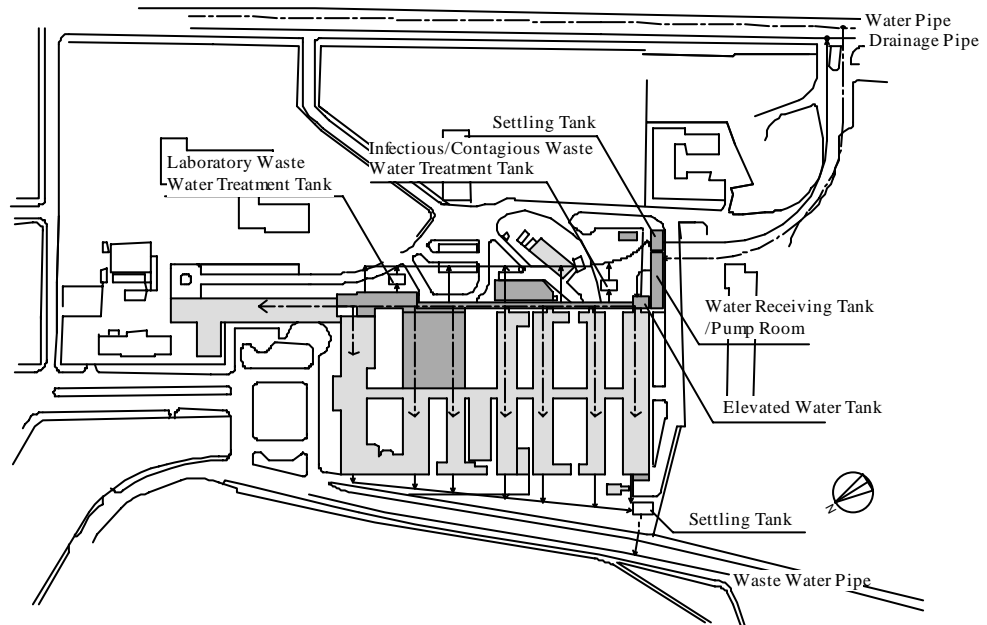 Water Pipe
Drainage Pipe
Settling Tank
Infectious/Contagious Waste
Water Treatment Tank
Laboratory Waste
Water Treatment Tank
Water Receiving Tank
/Pump Room
Elevated Water Tank
N
Settling Tank
Waste Water Pipe